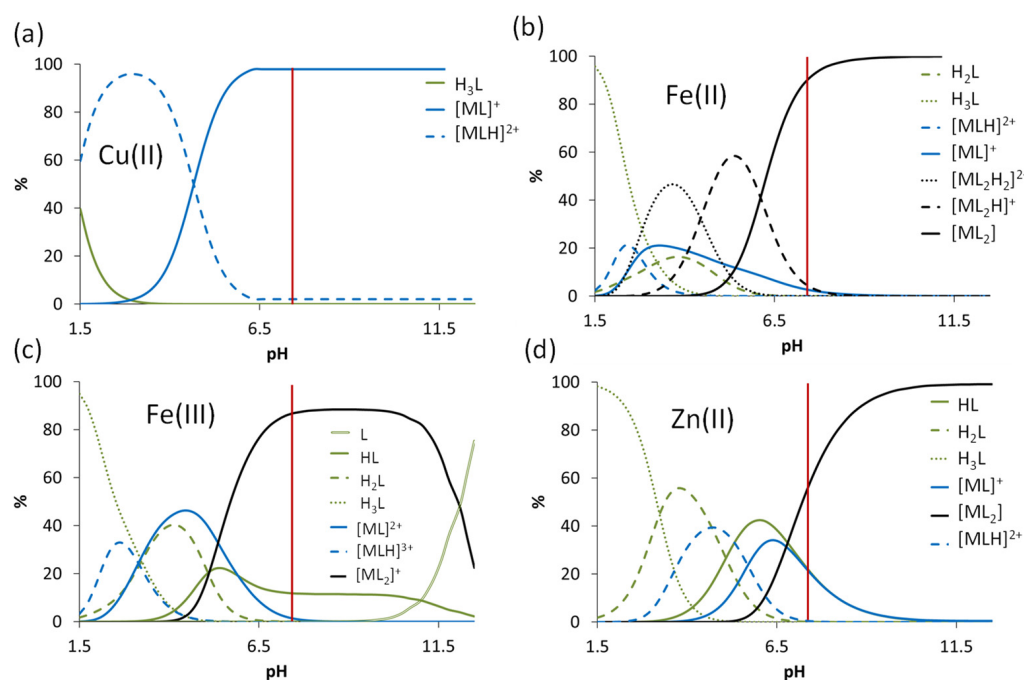 (a)
100
80
60
40
20
0
%
Cu(II)
H₃L
[ML]⁺
[MLH]²⁺
1.5
6.5
11.5
pH
(b)
100
80
60
40
20
0
%
Fe(II)
H₂L
H₃L
[MLH]²⁺
[ML]⁺
[ML₂H₂]²
[ML₂H]⁺
[ML₂]
1.5
6.5
11.5
pH
(c)
100
80
60
40
20
0
%
Fe(III)
L
HL
H₂L
H₃L
[ML]²⁺
[MLH]³⁺
[ML₂]⁺
1.5
6.5
11.5
pH
(d)
100
80
60
40
20
0
%
Zn(II)
HL
H₂L
H₃L
[ML]⁺
[ML₂]
[MLH]²⁺
1.5
6.5
11.5
pH